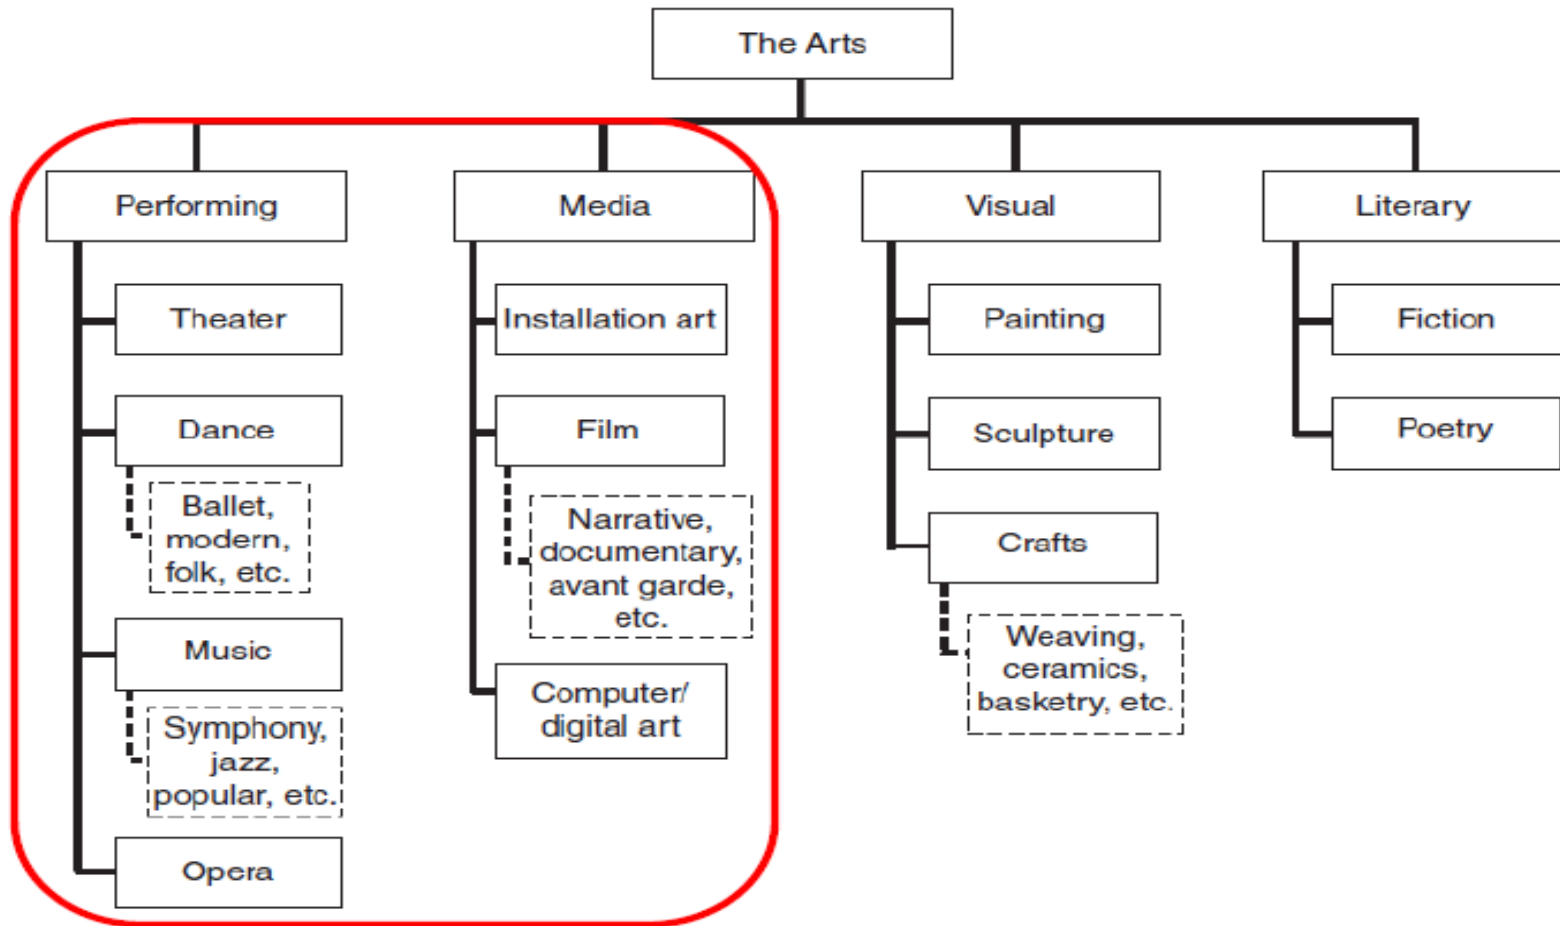 The Arts
Performing
Media
Visual
Literary
Theater
Installation art
Painting
Fiction
Dance
Film
Sculpture
Poetry
Ballet,
modern,
folk, etc.
Narrative,
documentary,
avant garde,
etc.
Crafts
Music
Weaving,
ceramics,
basketry, etc.
Computer/
digital art
Symphony,
jazz,
popular, etc.
Opera